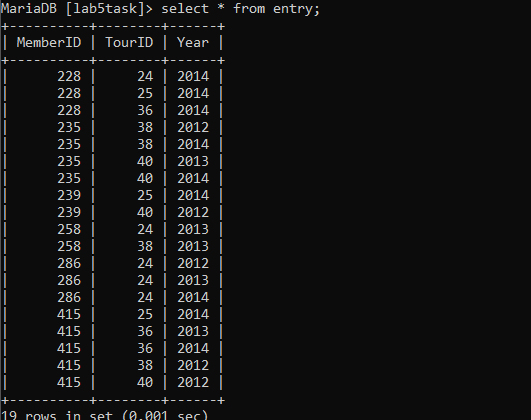 MariaDB [lab5task]> select * from entry;
+----------+--------+------+
| MemberID | TourID | Year |
+----------+--------+------+
|      228 |     24 | 2014 |
|      228 |     25 | 2014 |
|      228 |     36 | 2014 |
|      235 |     38 | 2012 |
|      235 |     38 | 2014 |
|      235 |     40 | 2013 |
|      235 |     40 | 2014 |
|      239 |     25 | 2014 |
|      239 |     40 | 2012 |
|      258 |     24 | 2013 |
|      258 |     38 | 2013 |
|      286 |     24 | 2012 |
|      286 |     24 | 2013 |
|      286 |     24 | 2014 |
|      415 |     25 | 2014 |
|      415 |     36 | 2013 |
|      415 |     36 | 2014 |
|      415 |     38 | 2012 |
|      415 |     40 | 2012 |
+----------+--------+------+
19 rows in set (0.001 sec)